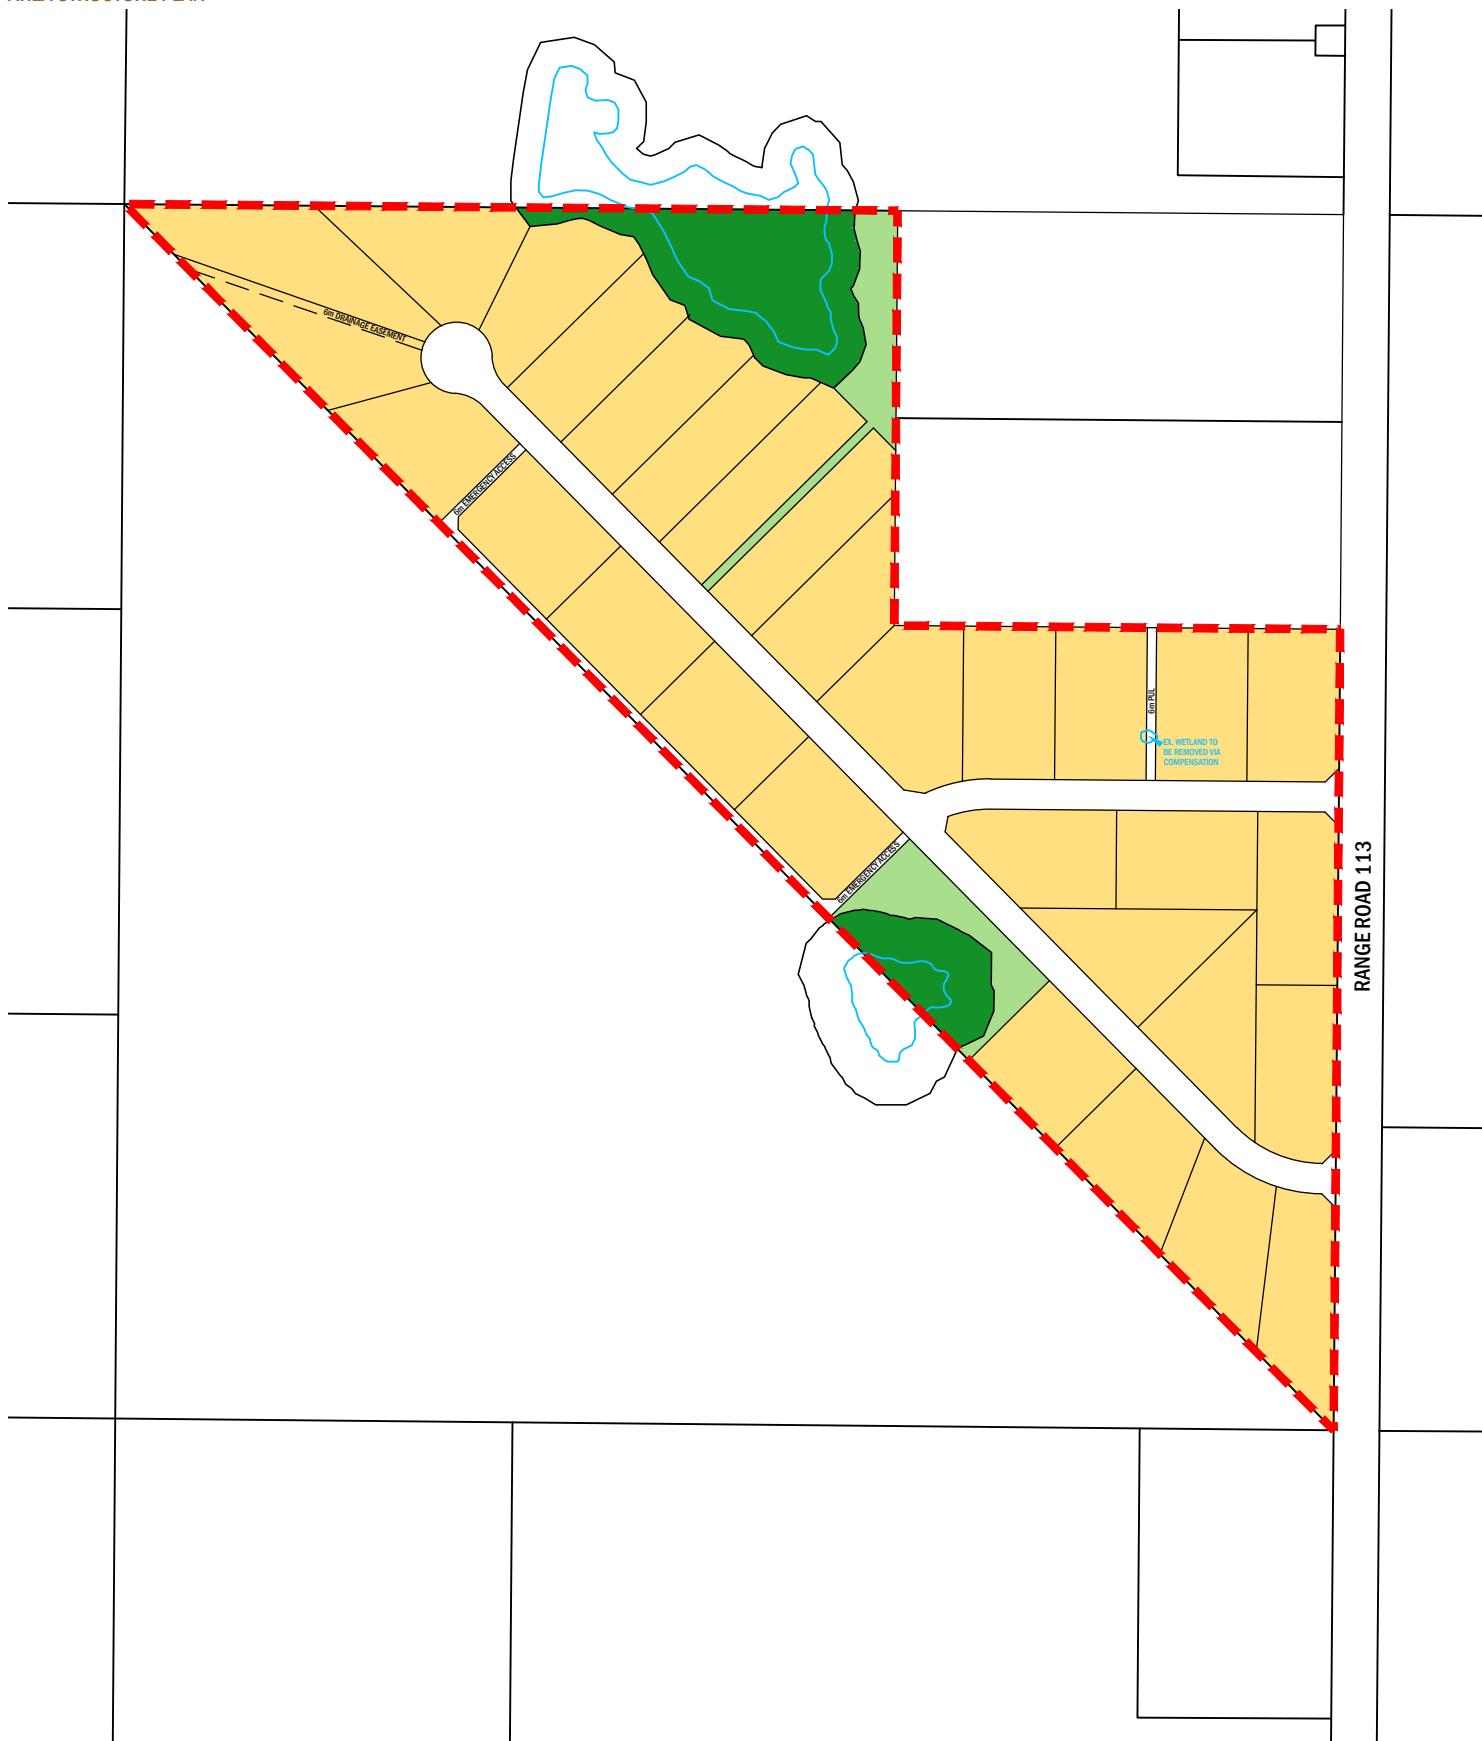 6m DRAINAGE EASEMENT
6m EMERGENCY ACCESS
6m PUL
EX. WETLAND TO
BE REMOVED VIA
COMPENSATION
6m EMERGENCY ACCESS
RANGE ROAD 113